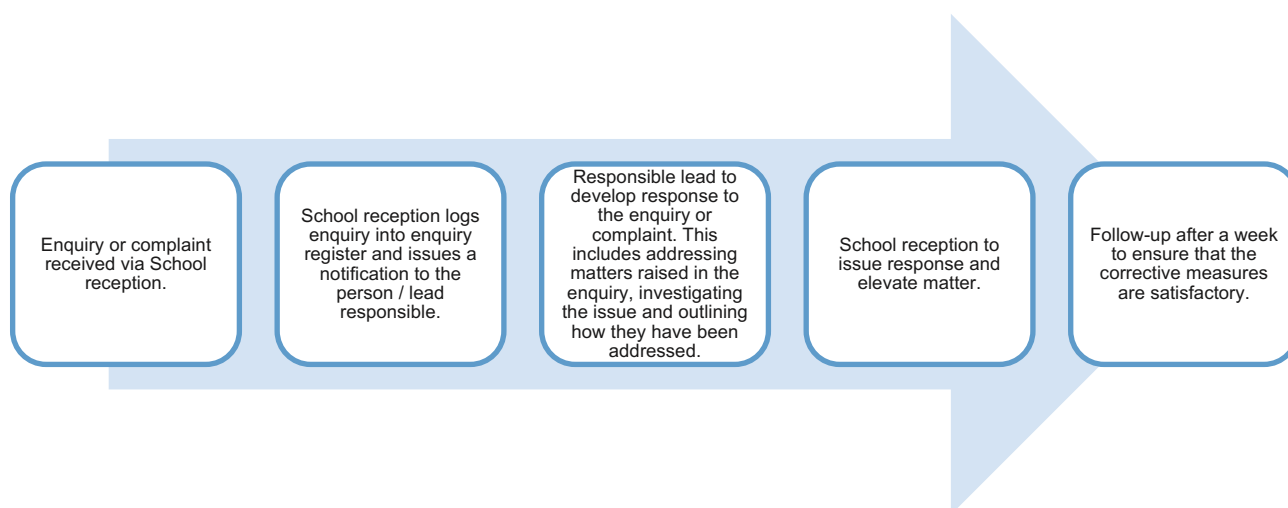 Enquiry or complaint
received via School
reception.
School reception logs
enquiry into enquiry
register and issues a
notification to the
person / lead
responsible.
Responsible lead to
develop response to
the enquiry or
complaint. This
includes addressing
matters raised in the
enquiry, investigating
the issue and outlining
how they have been
addressed.
School reception to
issue response and
elevate matter.
Follow-up after a week
to ensure that the
corrective measures
are satisfactory.